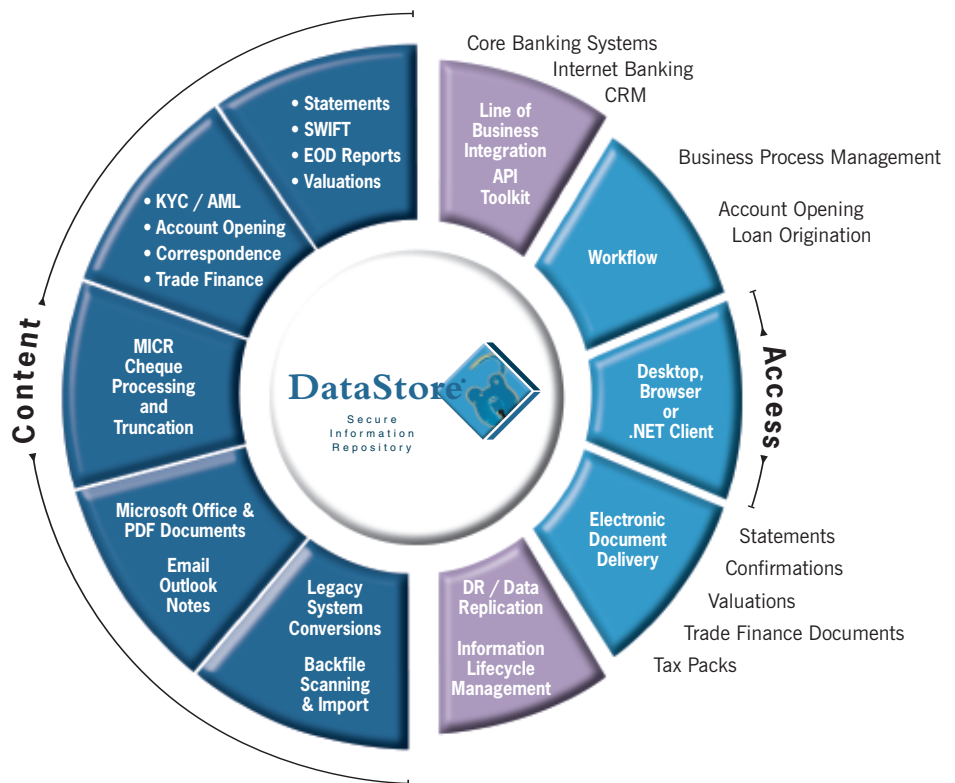 Content
• Statements
• SWIFT
• EOD Reports
• Valuations
• KYC / AML
• Account Opening
• Correspondence
• Trade Finance
MICR
Cheque
Processing
and
Truncation
Microsoft Office &
PDF Documents
Email
Outlook
Notes
Legacy
System
Conversions
Backfile
Scanning
& Import
DataStore®
Secure
Information
Repository
Line of
Business
Integration
API
Toolkit
Core Banking Systems
Internet Banking
CRM
Workflow
Business Process Management
Account Opening
Loan Origination
Desktop,
Browser
or
.NET Client
Access
Electronic
Document
Delivery
Statements
Confirmations
Valuations
Trade Finance Documents
Tax Packs
DR / Data
Replication
Information
Lifecycle
Management